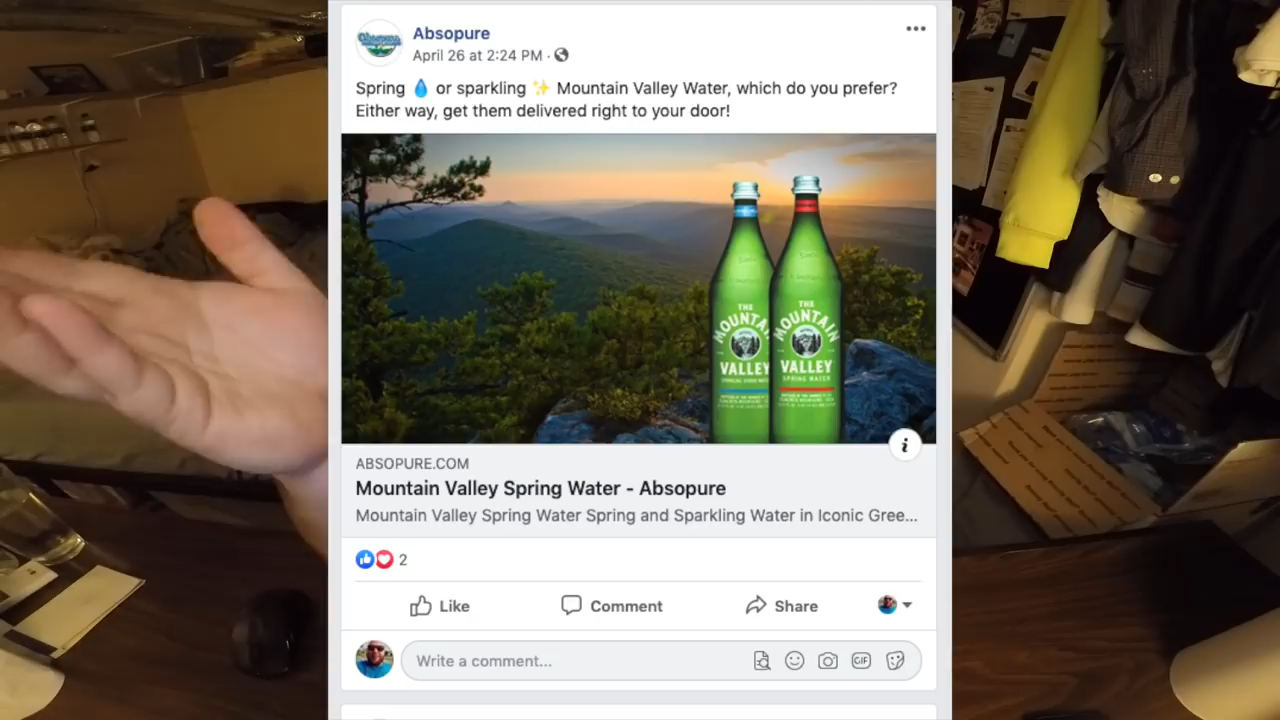 Absopure
April 26 at 2:24 PM ·
Spring 💧 or sparkling ✨ Mountain Valley Water, which do you prefer?
Either way, get them delivered right to your door!
THE
MOUNTAIN
VALLEY
THE
MOUNTAIN
VALLEY
SPRING WATER
ABSOPURE.COM
Mountain Valley Spring Water - Absopure
Mountain Valley Spring Water Spring and Sparkling Water in Iconic Gree...
2
Like
Comment
Share
Write a comment...
GIF